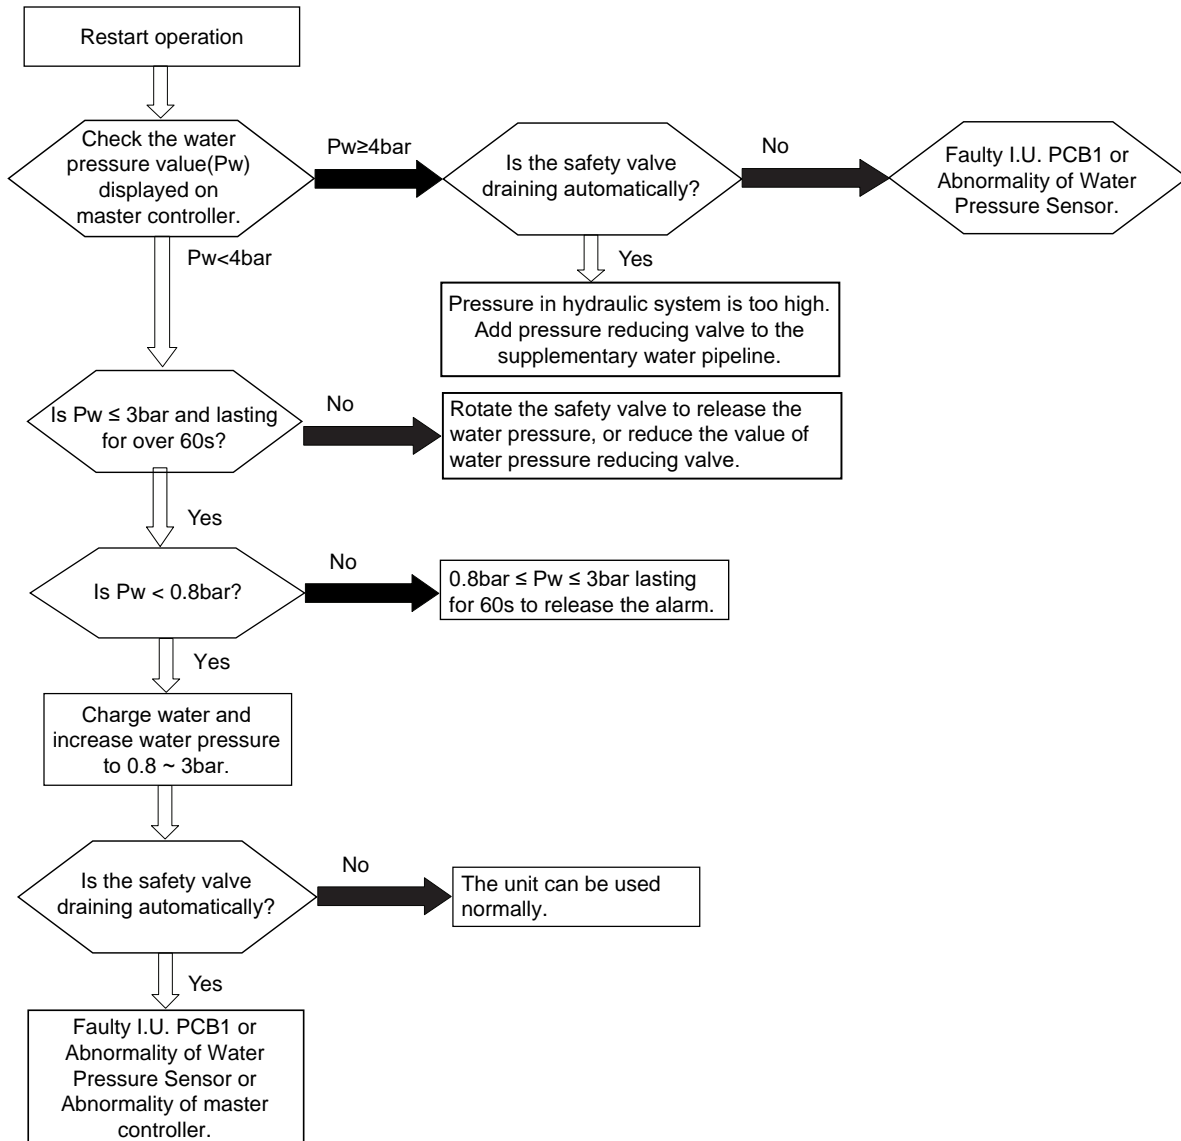 Restart operation
Check the water
pressure value(Pw)
displayed on
master controller.
Pw≥4bar
Is the safety valve
draining automatically?
No
Faulty I.U. PCB1 or
Abnormality of Water
Pressure Sensor.
Pw<4bar
Yes
Pressure in hydraulic system is too high.
Add pressure reducing valve to the
supplementary water pipeline.
Is Pw ≤ 3bar and lasting
for over 60s?
No
Rotate the safety valve to release the
water pressure, or reduce the value of
water pressure reducing valve.
Yes
Is Pw < 0.8bar?
No
0.8bar ≤ Pw ≤ 3bar lasting
for 60s to release the alarm.
Yes
Charge water and
increase water pressure
to 0.8 ~ 3bar.
Is the safety valve
draining automatically?
No
The unit can be used
normally.
Yes
Faulty I.U. PCB1 or
Abnormality of Water
Pressure Sensor or
Abnormality of master
controller.